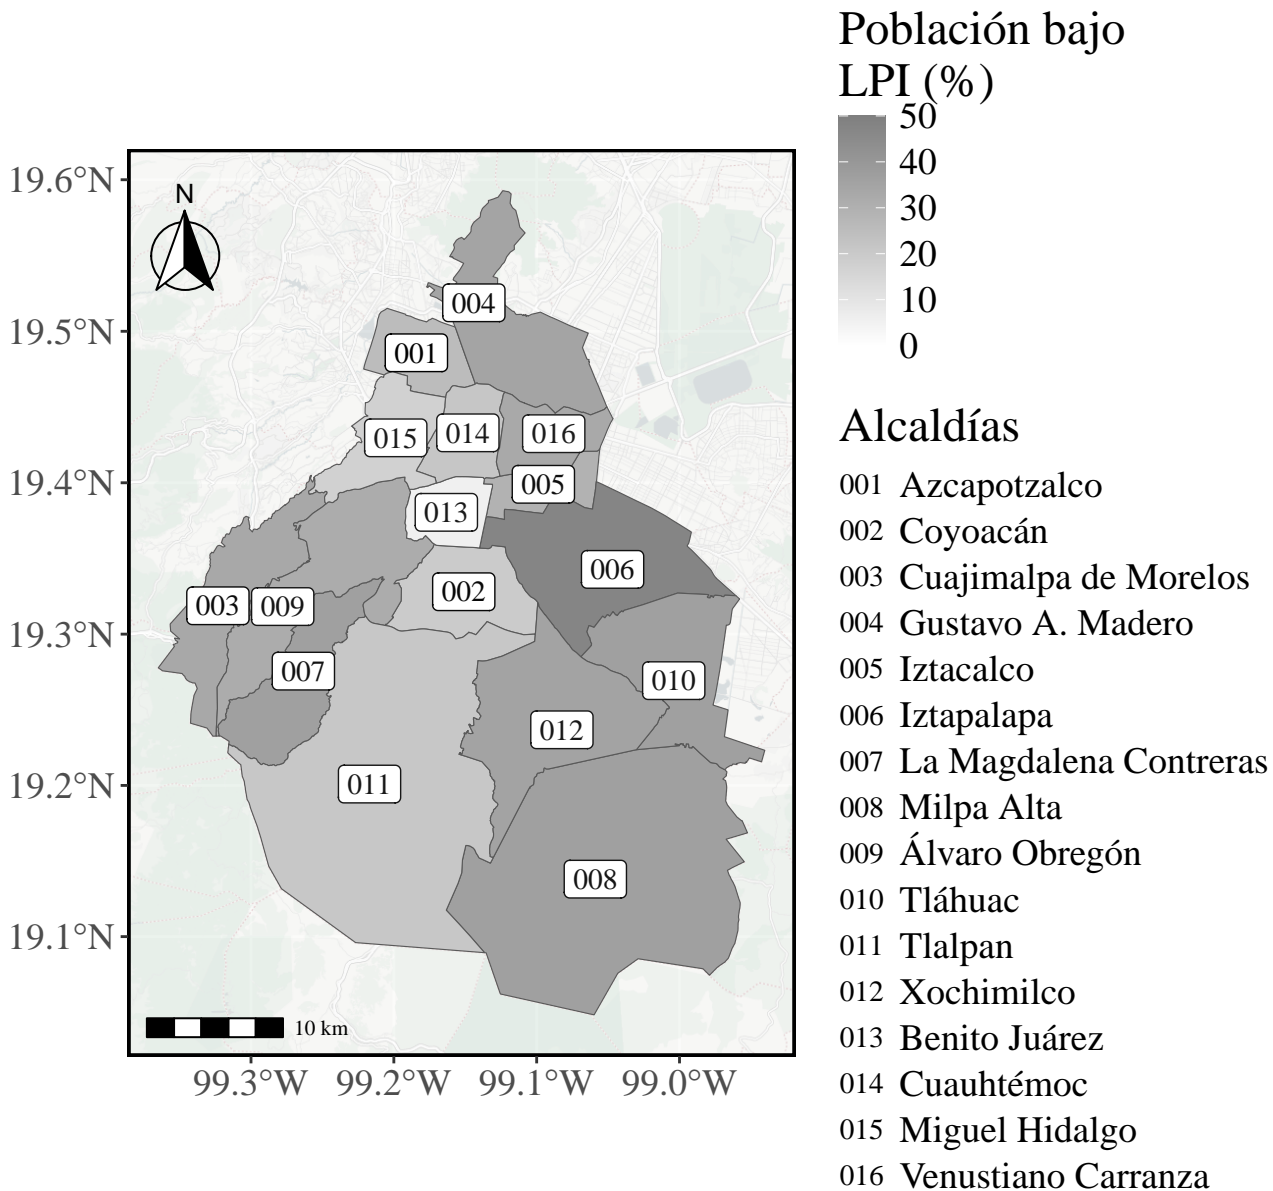 Población bajo
LPI (%)
50
40
30
20
10
0
19.6°N
19.5°N
19.4°N
19.3°N
19.2°N
19.1°N
N
004
001
015
014
016
005
013
006
002
003
009
007
010
012
011
008
10 km
99.3°W
99.2°W
99.1°W
99.0°W
Alcaldías
001 Azcapotzalco
002 Coyoacán
003 Cuajimalpa de Morelos
004 Gustavo A. Madero
005 Iztacalco
006 Iztapalapa
007 La Magdalena Contreras
008 Milpa Alta
009 Álvaro Obregón
010 Tláhuac
011 Tlalpan
012 Xochimilco
013 Benito Juárez
014 Cuauhtémoc
015 Miguel Hidalgo
016 Venustiano Carranza